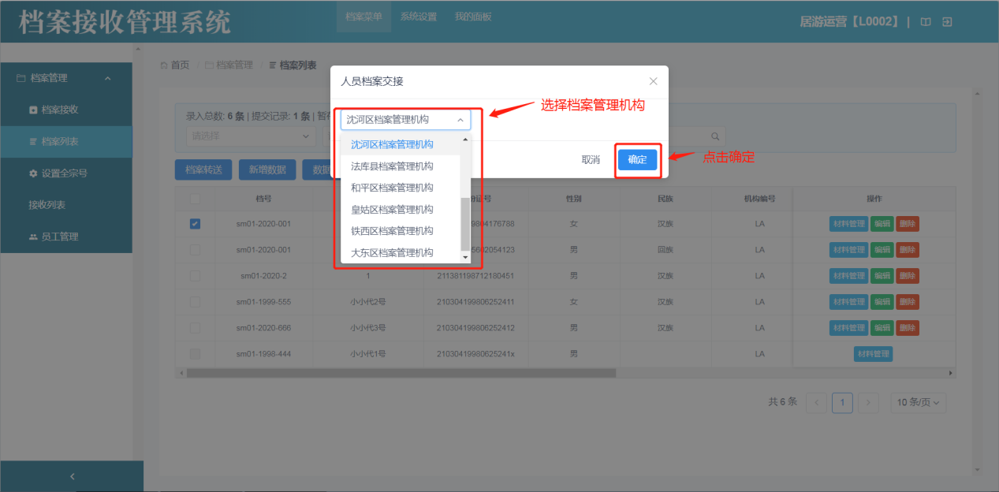 档案接收管理系统
档案菜单 系统设置 我的面板
居游运营【L0002】 |
首页 / 档案管理 / 档案列表
档案管理
档案接收
档案列表
设置全宗号
接收列表
员工管理
人员档案交接
选择档案管理机构
录入总数: 6 条 | 提交记录: 1 条 | 暂存
请选择
沈河区档案管理机构
沈河区档案管理机构
法库县档案管理机构
和平区档案管理机构
皇姑区档案管理机构
铁西区档案管理机构
大东区档案管理机构
取消 确定
点击确定
档案转送 新增数据 数据
档号 份证号 性别 民族 机构编号 操作
sm01-2020-001 9804176788 女 汉族 LA 材料管理 编辑 删除
sm01-2020-001 5602054123 男 回族 LA 材料管理 编辑 删除
sm01-2020-2 1 211381198712180451 男 汉族 LA 材料管理 编辑 删除
sm01-1999-555 小小代2号 210304199806252411 女 汉族 LA 材料管理 编辑 删除
sm01-2020-666 小小代3号 210304199806252412 男 汉族 LA 材料管理 编辑 删除
sm01-1998-444 小小代1号 21030419980625241x 男 LA 材料管理
共 6 条 1 10 条/页